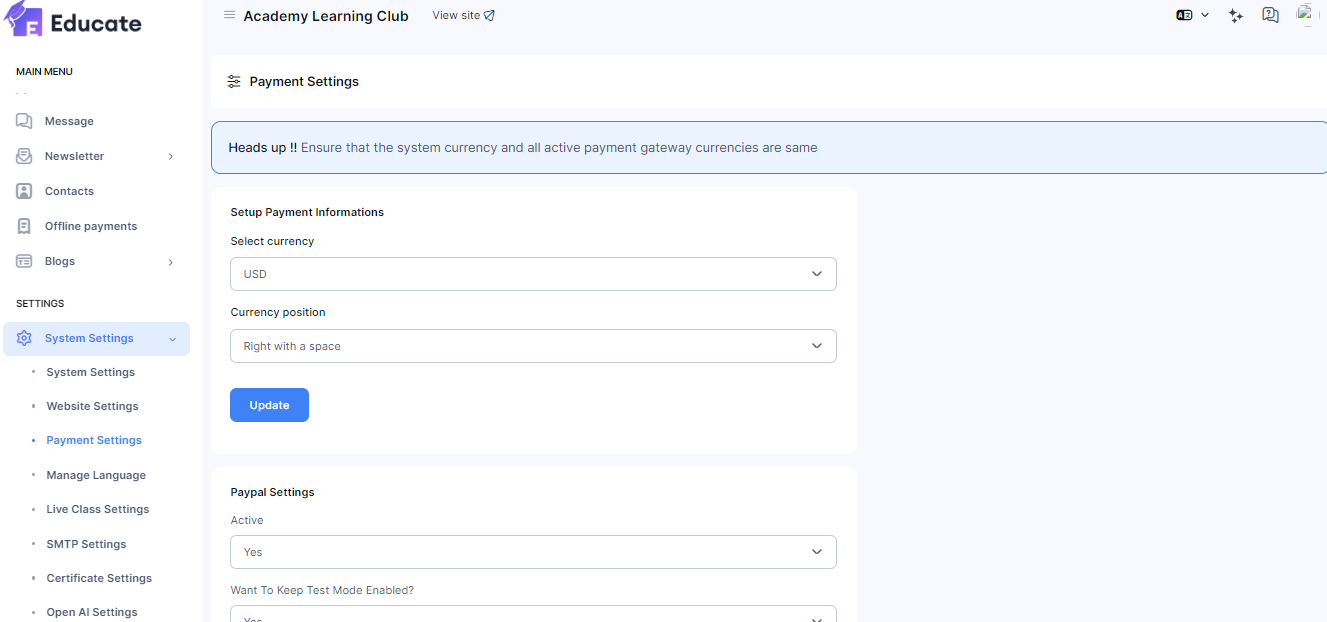 Educate
Academy Learning Club
View site
MAIN MENU
Message
Newsletter
Contacts
Offline payments
Blogs
SETTINGS
System Settings
System Settings
Website Settings
Payment Settings
Manage Language
Live Class Settings
SMTP Settings
Certificate Settings
Open AI Settings
Payment Settings
Heads up !! Ensure that the system currency and all active payment gateway currencies are same
Setup Payment Informations
Select currency
USD
Currency position
Right with a space
Update
Paypal Settings
Active
Yes
Want To Keep Test Mode Enabled?
Yes